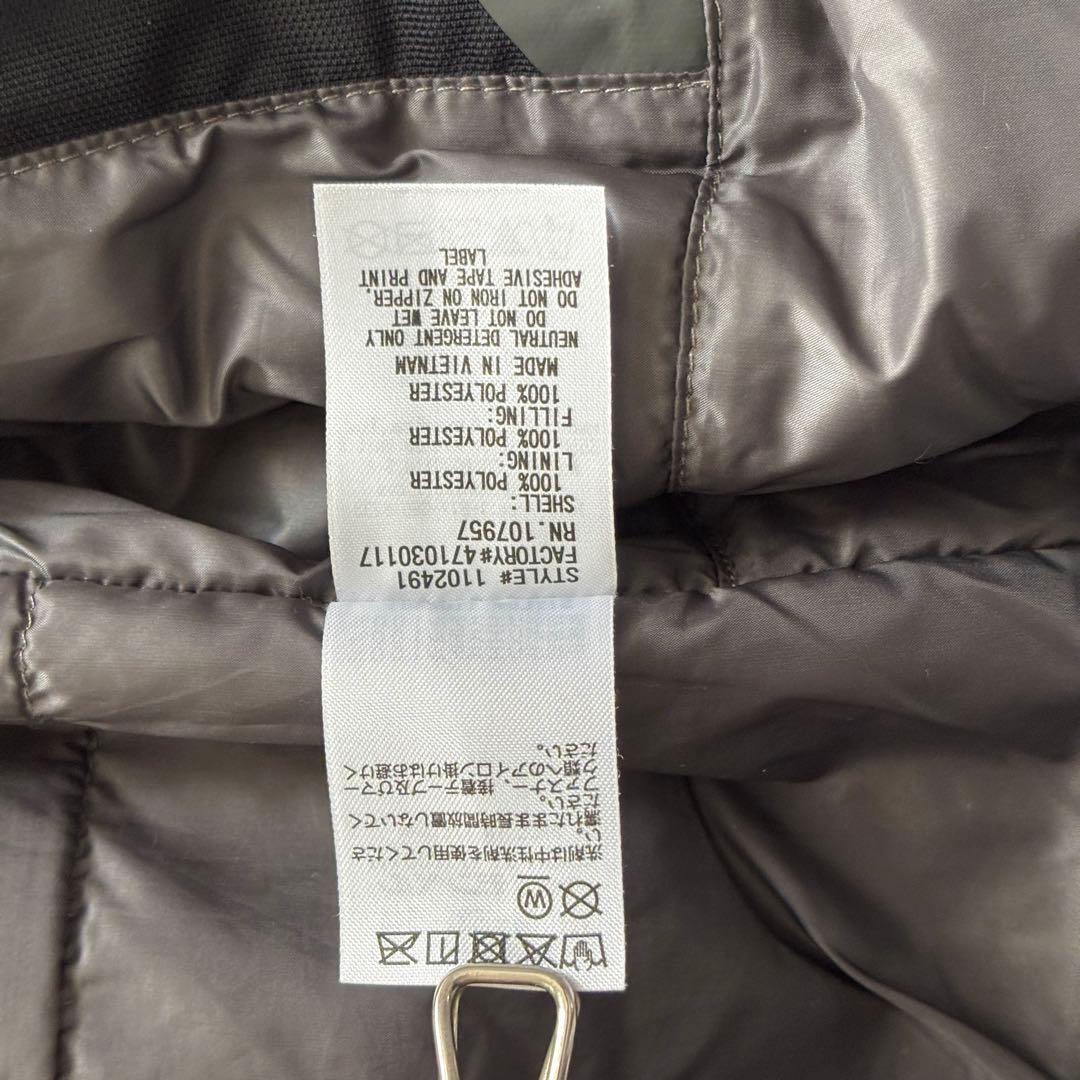 STYLE# 1102491
FACTORY#471030117
RN.107957
SHELL:
100% POLYESTER
LINING:
100% POLYESTER
FILLING:
100% POLYESTER
MADE IN VIETNAM
NEUTRAL DETERGENT ONLY
DO NOT LEAVE WET
DO NOT IRON ON ZIPPER,
ADHESIVE TAPE AND PRINT
LABEL
W
洗剤は中性洗剤を使用してくださ
い。
濡れたまま長時間放置しないでく
ださい。
ファスナー、接着テープ及びマー
ク類へのアイロン掛けはお避けく
ださい。